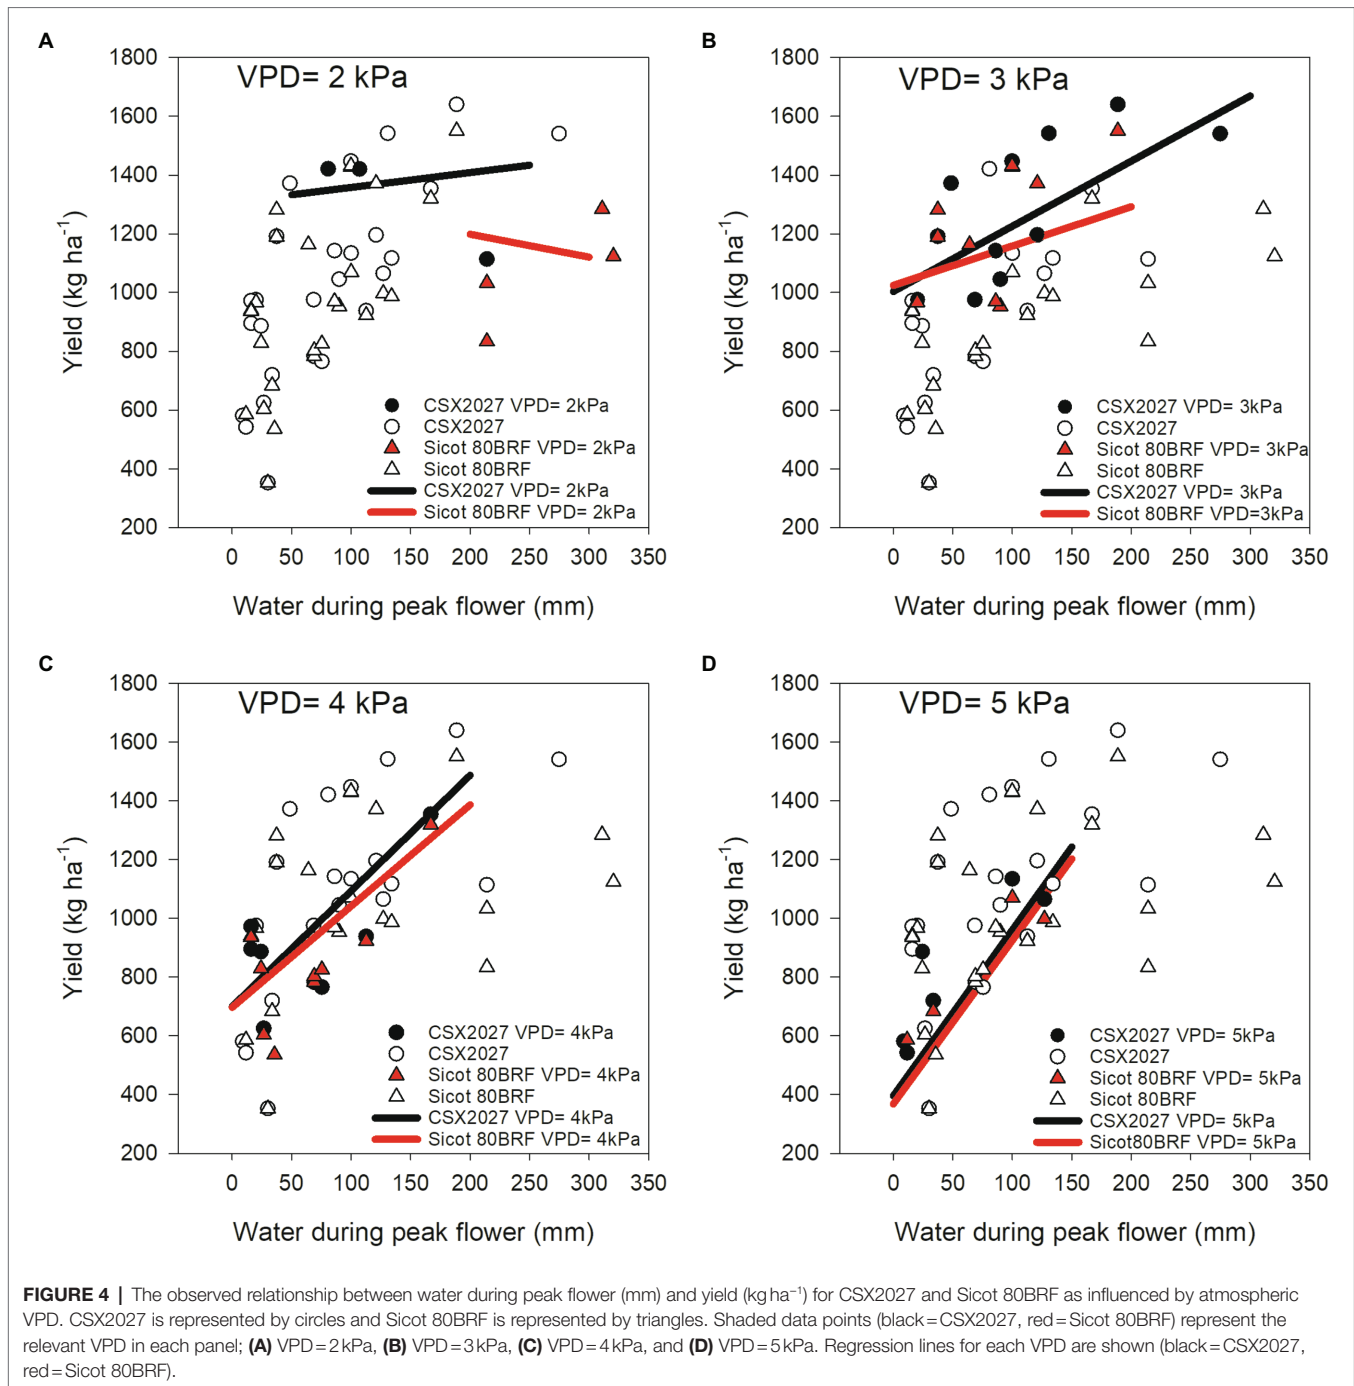 A
VPD= 2 kPa
1800
1600
1400
1200
1000
800
600
400
200
Yield (kg ha⁻¹)
CSX2027 VPD= 2kPa
CSX2027
Sicot 80BRF VPD= 2kPa
Sicot 80BRF
CSX2027 VPD= 2kPa
Sicot 80BRF VPD= 2kPa
0 50 100 150 200 250 300 350
Water during peak flower (mm)
B
VPD= 3 kPa
1800
1600
1400
1200
1000
800
600
400
200
Yield (kg ha⁻¹)
CSX2027 VPD= 3kPa
CSX2027
Sicot 80BRF VPD= 3kPa
Sicot 80BRF
CSX2027 VPD= 3kPa
Sicot 80BRF VPD=3kPa
0 50 100 150 200 250 300 350
Water during peak flower (mm)
C
VPD= 4 kPa
1800
1600
1400
1200
1000
800
600
400
200
Yield (kg ha⁻¹)
CSX2027 VPD= 4kPa
CSX2027
Sicot 80BRF VPD= 4kPa
Sicot 80BRF
CSX2027 VPD= 4kPa
Sicot 80BRF VPD= 4kPa
0 50 100 150 200 250 300 350
Water during peak flower (mm)
D
VPD= 5 kPa
1800
1600
1400
1200
1000
800
600
400
200
Yield (kg ha⁻¹)
CSX2027 VPD= 5kPa
CSX2027
Sicot 80BRF VPD= 5kPa
Sicot 80BRF
CSX2027 VPD= 5kPa
Sicot80BRF VPD= 5kPa
0 50 100 150 200 250 300 350
Water during peak flower (mm)
FIGURE 4 | The observed relationship between water during peak flower (mm) and yield (kg ha⁻¹) for CSX2027 and Sicot 80BRF as influenced by atmospheric
VPD. CSX2027 is represented by circles and Sicot 80BRF is represented by triangles. Shaded data points (black = CSX2027, red = Sicot 80BRF) represent the
relevant VPD in each panel; (A) VPD = 2 kPa, (B) VPD = 3 kPa, (C) VPD = 4 kPa, and (D) VPD = 5 kPa. Regression lines for each VPD are shown (black = CSX2027,
red = Sicot 80BRF).